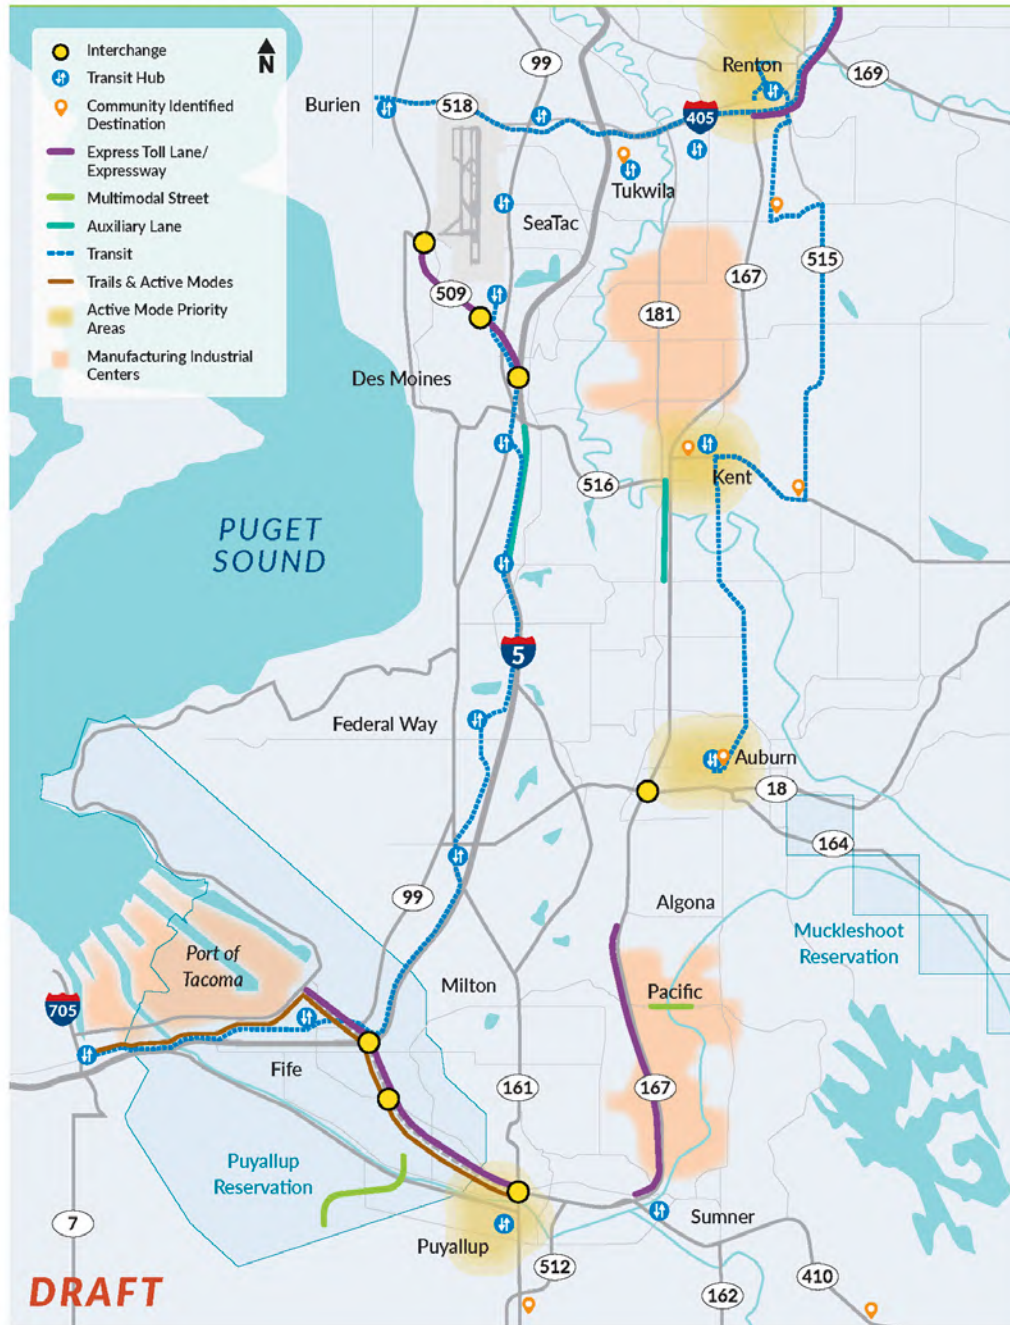 Interchange
N
Transit Hub
Community Identified
Destination
Express Toll Lane/
Expressway
Multimodal Street
Auxiliary Lane
Transit
Trails & Active Modes
Active Mode Priority
Areas
Manufacturing Industrial
Centers
99
Renton
169
Burien
518
405
Tukwila
SeaTac
515
167
509
181
Des Moines
516
Kent
PUGET
SOUND
5
Federal Way
Auburn
18
164
99
Algona
Muckleshoot
Reservation
Port of
Tacoma
Milton
Pacific
705
Fife
161
167
Puyallup
Reservation
7
Sumner
Puyallup
512
410
162
DRAFT